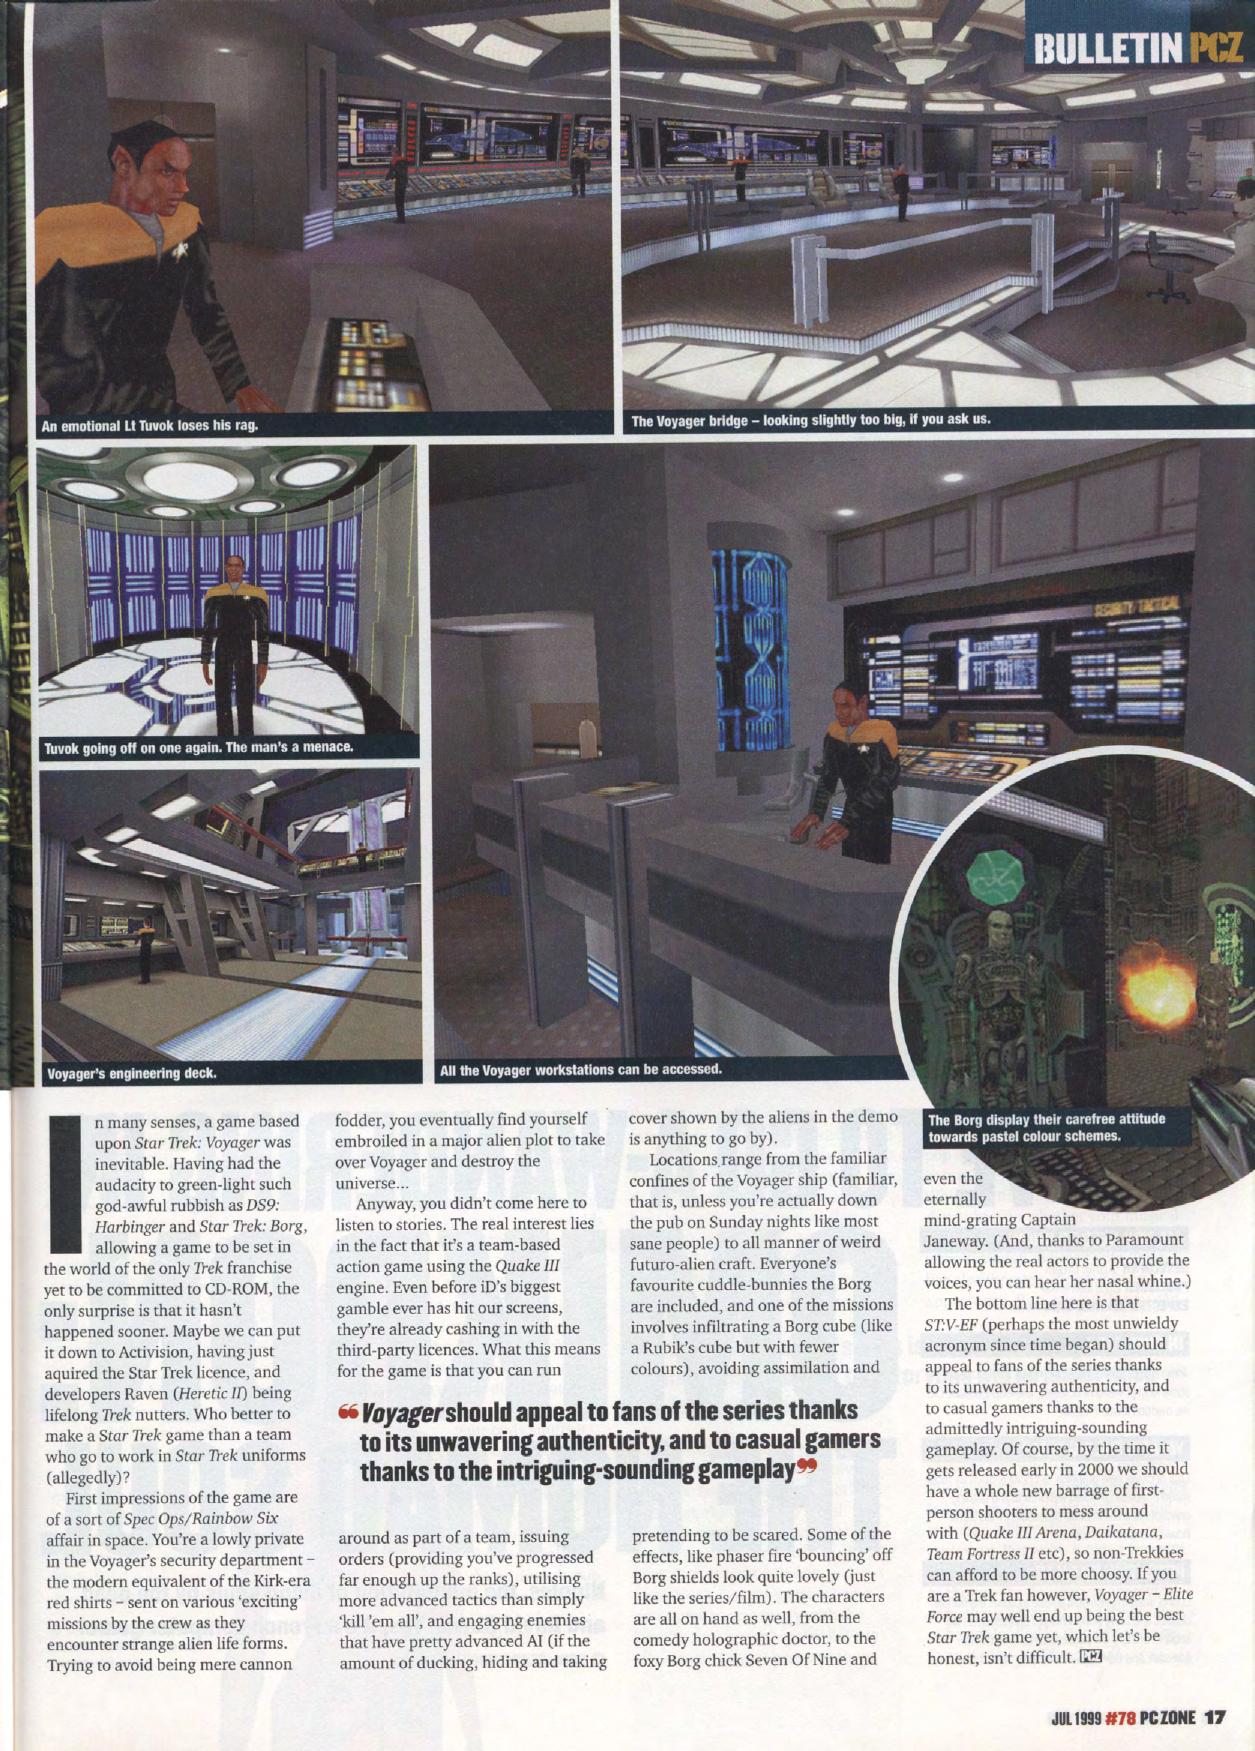 BULLETIN PCZ
An emotional Lt Tuvok loses his rag.
The Voyager bridge – looking slightly too big, if you ask us.
Tuvok going off on one again. The man's a menace.
SECURITY/TACTICAL
Voyager's engineering deck.
All the Voyager workstations can be accessed.
The Borg display their carefree attitude
towards pastel colour schemes.
In many senses, a game based
upon Star Trek: Voyager was
inevitable. Having had the
audacity to green-light such
god-awful rubbish as DS9:
Harbinger and Star Trek: Borg,
allowing a game to be set in
the world of the only Trek franchise
yet to be committed to CD-ROM, the
only surprise is that it hasn't
happened sooner. Maybe we can put
it down to Activision, having just
aquired the Star Trek licence, and
developers Raven (Heretic II) being
lifelong Trek nutters. Who better to
make a Star Trek game than a team
who go to work in Star Trek uniforms
(allegedly)?
First impressions of the game are
of a sort of Spec Ops/Rainbow Six
affair in space. You're a lowly private
in the Voyager's security department –
the modern equivalent of the Kirk-era
red shirts – sent on various 'exciting'
missions by the crew as they
encounter strange alien life forms.
Trying to avoid being mere cannon
fodder, you eventually find yourself
embroiled in a major alien plot to take
over Voyager and destroy the
universe...
Anyway, you didn't come here to
listen to stories. The real interest lies
in the fact that it's a team-based
action game using the Quake III
engine. Even before iD's biggest
gamble ever has hit our screens,
they're already cashing in with the
third-party licences. What this means
for the game is that you can run
around as part of a team, issuing
orders (providing you've progressed
far enough up the ranks), utilising
more advanced tactics than simply
'kill 'em all', and engaging enemies
that have pretty advanced AI (if the
amount of ducking, hiding and taking
cover shown by the aliens in the demo
is anything to go by).
Locations range from the familiar
confines of the Voyager ship (familiar,
that is, unless you're actually down
the pub on Sunday nights like most
sane people) to all manner of weird
futuro-alien craft. Everyone's
favourite cuddle-bunnies the Borg
are included, and one of the missions
involves infiltrating a Borg cube (like
a Rubik's cube but with fewer
colours), avoiding assimilation and
pretending to be scared. Some of the
effects, like phaser fire 'bouncing' off
Borg shields look quite lovely (just
like the series/film). The characters
are all on hand as well, from the
comedy holographic doctor, to the
foxy Borg chick Seven Of Nine and
even the
eternally
mind-grating Captain
Janeway. (And, thanks to Paramount
allowing the real actors to provide the
voices, you can hear her nasal whine.)
The bottom line here is that
ST:V-EF (perhaps the most unwieldy
acronym since time began) should
appeal to fans of the series thanks
to its unwavering authenticity, and
to casual gamers thanks to the
admittedly intriguing-sounding
gameplay. Of course, by the time it
gets released early in 2000 we should
have a whole new barrage of first-
person shooters to mess around
with (Quake III Arena, Daikatana,
Team Fortress II etc), so non-Trekkies
can afford to be more choosy. If you
are a Trek fan however, Voyager – Elite
Force may well end up being the best
Star Trek game yet, which let's be
honest, isn't difficult. PCZ
“Voyager should appeal to fans of the series thanks
to its unwavering authenticity, and to casual gamers
thanks to the intriguing-sounding gameplay”
JUL 1999 #78 PC ZONE 17